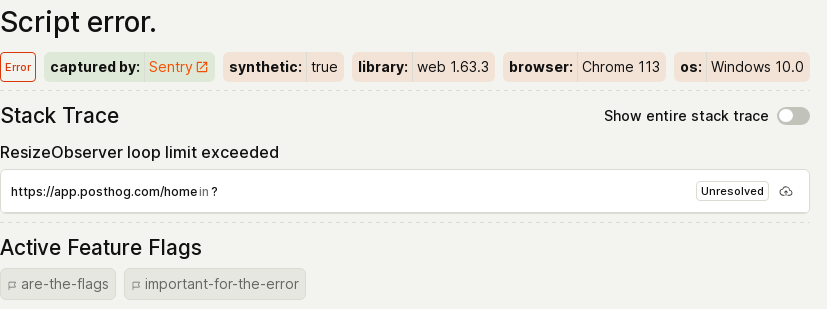 Script error.
Error captured by: Sentry synthetic: true library: web 1.63.3 browser: Chrome 113 os: Windows 10.0
Stack Trace Show entire stack trace
ResizeObserver loop limit exceeded
https://app.posthog.com/home in ? Unresolved
Active Feature Flags
are-the-flags important-for-the-error